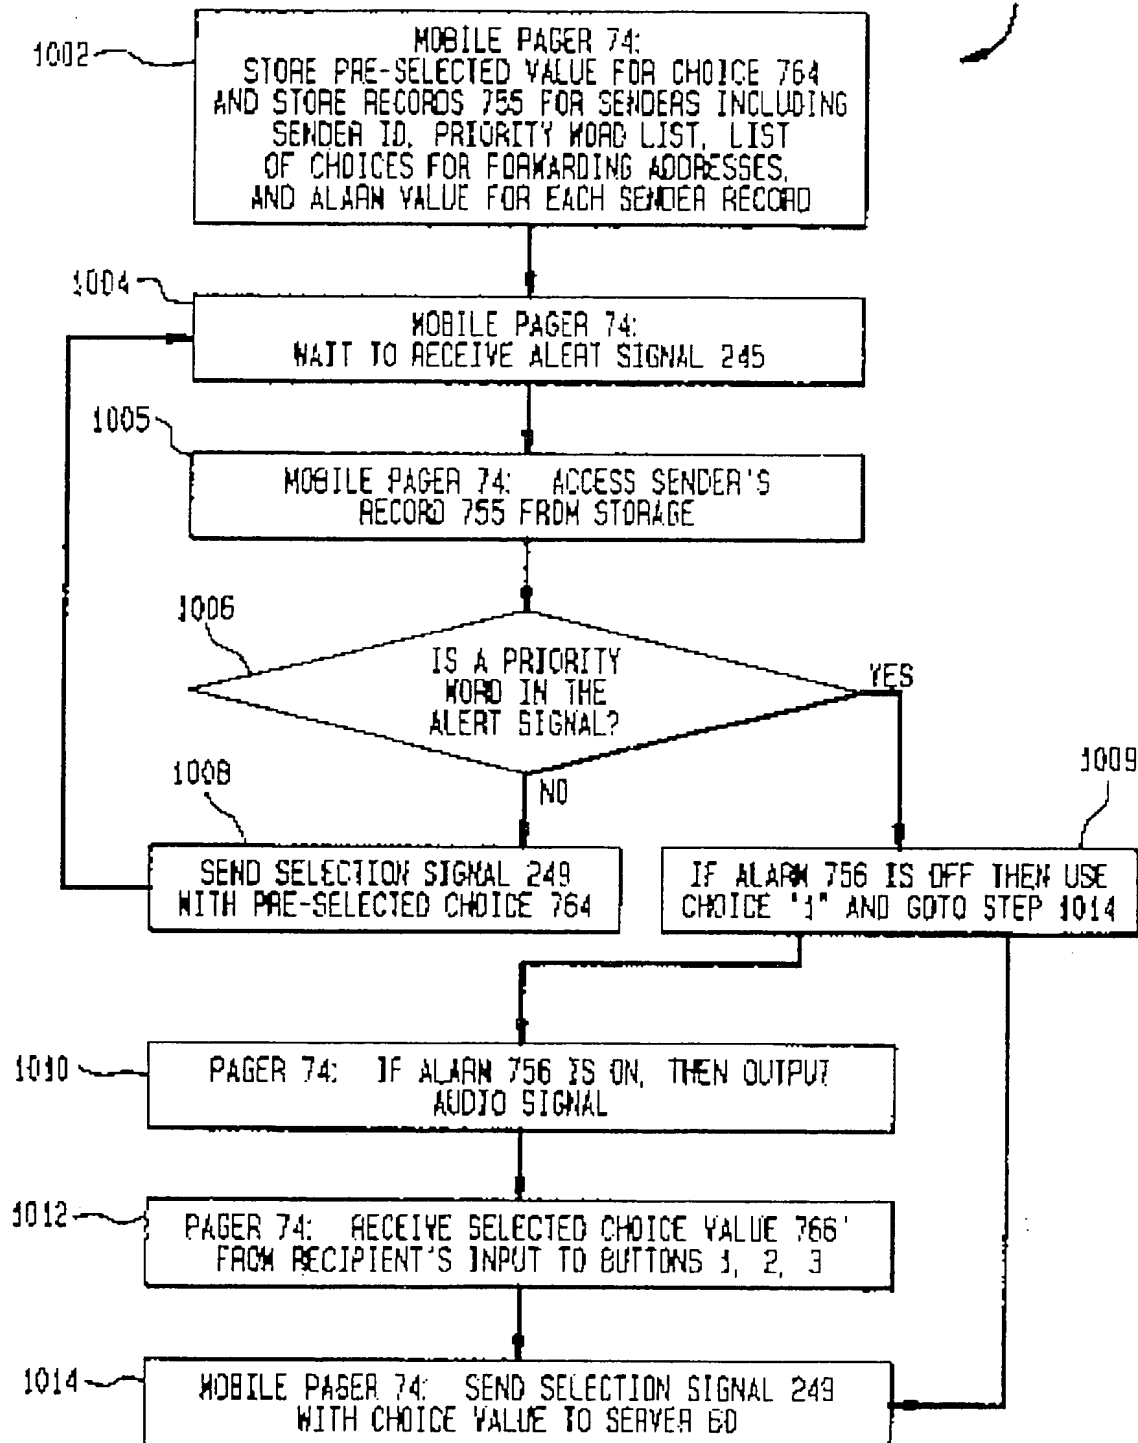 1002
MOBILE PAGER 74:
STORE PRE-SELECTED VALUE FOR CHOICE 764
AND STORE RECORDS 755 FOR SENDERS INCLUDING
SENDER ID, PRIORITY WORD LIST, LIST
OF CHOICES FOR FORWARDING ADDRESSES,
AND ALARM VALUE FOR EACH SENDER RECORD
1004
MOBILE PAGER 74:
WAIT TO RECEIVE ALERT SIGNAL 245
1005
MOBILE PAGER 74: ACCESS SENDER'S
RECORD 755 FROM STORAGE
1006
IS A PRIORITY
WORD IN THE
ALERT SIGNAL?
YES
NO
1008
SEND SELECTION SIGNAL 249
WITH PRE-SELECTED CHOICE 764
1009
IF ALARM 756 IS OFF THEN USE
CHOICE "1" AND GOTO STEP 1014
1010
PAGER 74: IF ALARM 756 IS ON, THEN OUTPUT
AUDIO SIGNAL
1012
PAGER 74: RECEIVE SELECTED CHOICE VALUE 766'
FROM RECIPIENT'S INPUT TO BUTTONS 1, 2, 3
1014
MOBILE PAGER 74: SEND SELECTION SIGNAL 249
WITH CHOICE VALUE TO SERVER 60